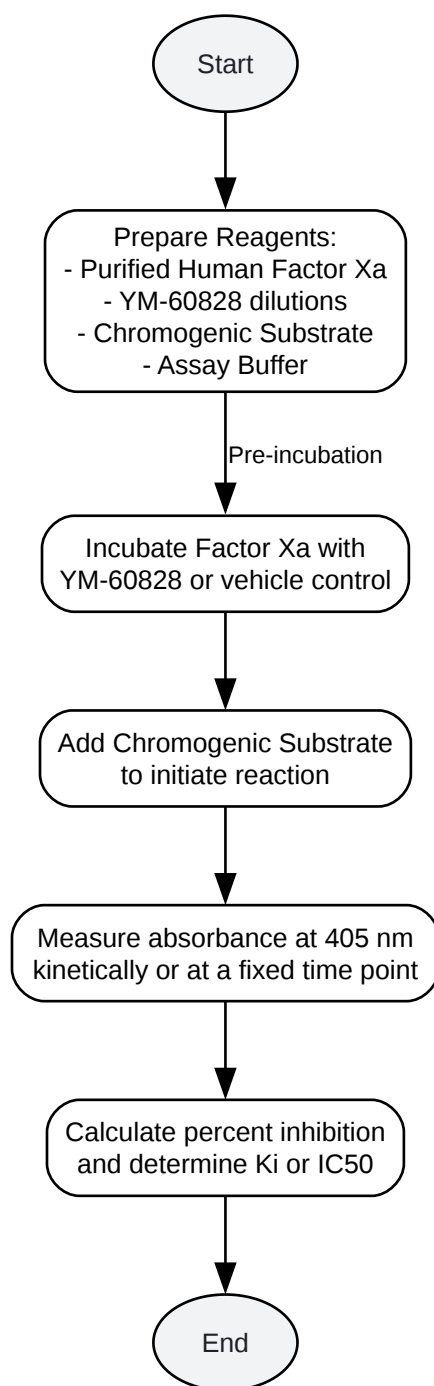 Start
Prepare Reagents:
- Purified Human Factor Xa
- YM-60828 dilutions
- Chromogenic Substrate
- Assay Buffer
Pre-incubation
Incubate Factor Xa with
YM-60828 or vehicle control
Add Chromogenic Substrate
to initiate reaction
Measure absorbance at 405 nm
kinetically or at a fixed time point
Calculate percent inhibition
and determine Ki or IC50
End